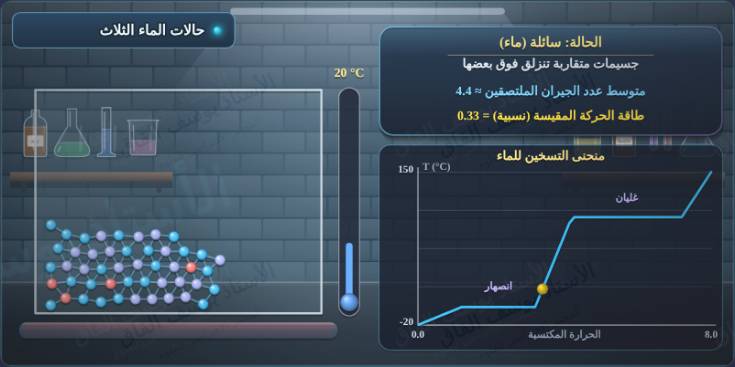 حالات الماء الثلاث
20 °C
الحالة: سائلة (ماء)
جسيمات متقاربة تنزلق فوق بعضها
متوسط عدد الجيران الملتصقين ≈ 4.4
طاقة الحركة المقيسة (نسبية) = 0.33
منحنى التسخين للماء
T (°C)
150
غليان
انصهار
-20
0.0
الحرارة المكتسبة
8.0